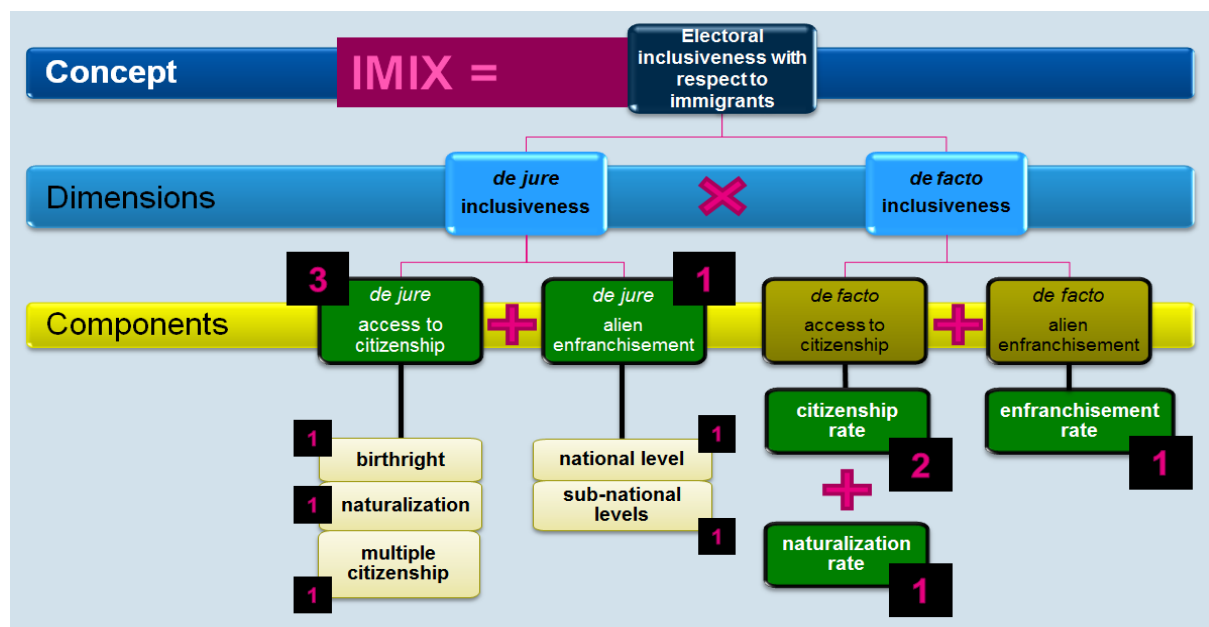 Concept
IMIX =
Electoral
inclusiveness with
respect to
immigrants
Dimensions
de jure
inclusiveness
de facto
inclusiveness
Components
3
de jure
access to
citizenship
1
de jure
alien
enfranchisement
de facto
access to
citizenship
de facto
alien
enfranchisement
1
birthright
1
naturalization
1
multiple
citizenship
1
national level
sub-national
levels
1
citizenship
rate
2
naturalization
rate
1
enfranchisement
rate
1